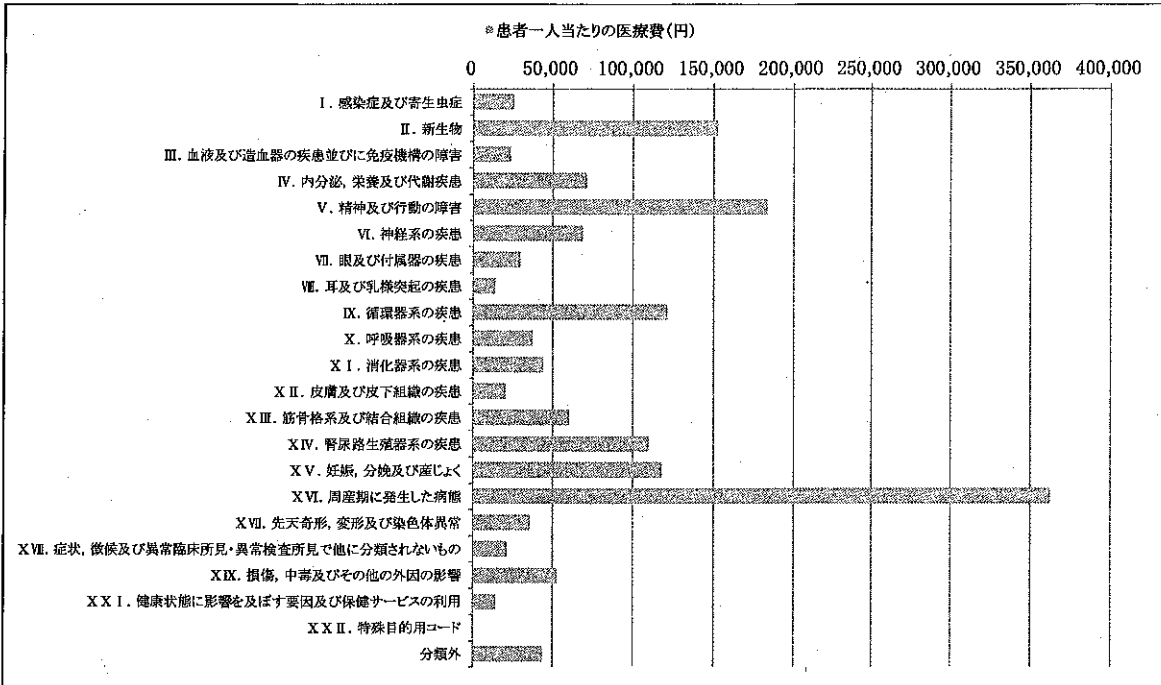 患者一人当たりの医療費(円)
0 50,000 100,000 150,000 200,000 250,000 300,000 350,000 400,000
Ⅰ. 感染症及び寄生虫症
Ⅱ. 新生物
Ⅲ. 血液及び造血器の疾患並びに免疫機構の障害
Ⅳ. 内分泌, 栄養及び代謝疾患
Ⅴ. 精神及び行動の障害
Ⅵ. 神経系の疾患
Ⅶ. 眼及び付属器の疾患
Ⅷ. 耳及び乳様突起の疾患
Ⅸ. 循環器系の疾患
Ⅹ. 呼吸器系の疾患
ⅩⅠ. 消化器系の疾患
ⅩⅡ. 皮膚及び皮下組織の疾患
ⅩⅢ. 筋骨格系及び結合組織の疾患
ⅩⅣ. 腎尿路生殖器系の疾患
ⅩⅤ. 妊娠, 分娩及び産じょく
ⅩⅥ. 周産期に発生した病態
ⅩⅦ. 先天奇形, 変形及び染色体異常
ⅩⅧ. 症状, 徴候及び異常臨床所見・異常検査所見で他に分類されないもの
ⅩⅨ. 損傷, 中毒及びその他の外因の影響
ⅩⅩⅠ. 健康状態に影響を及ぼす要因及び保健サービスの利用
ⅩⅩⅡ. 特殊目的用コード
分類外